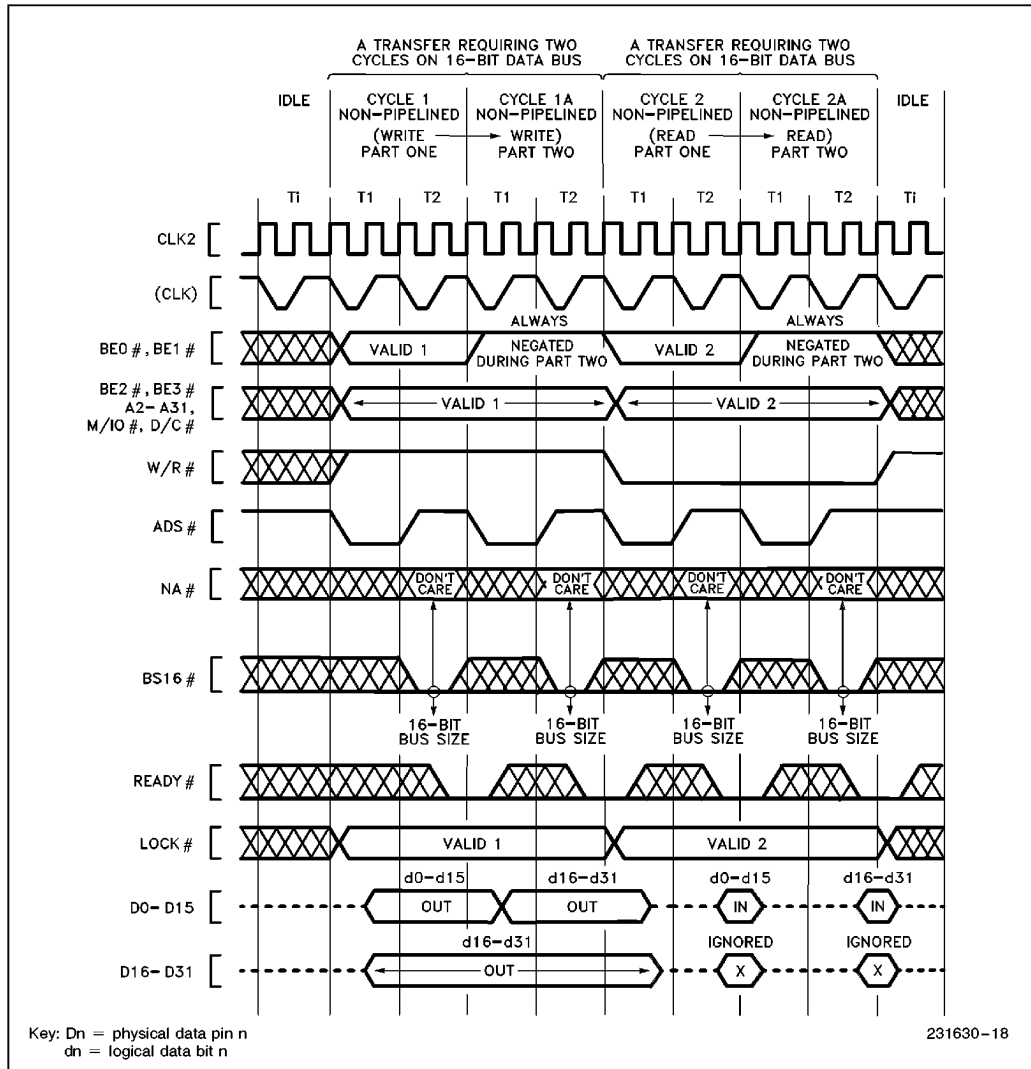 A TRANSFER REQUIRING TWO
CYCLES ON 16-BIT DATA BUS
A TRANSFER REQUIRING TWO
CYCLES ON 16-BIT DATA BUS
IDLE
CYCLE 1
NON-PIPELINED
(WRITE
PART ONE
CYCLE 1A
NON-PIPELINED
WRITE)
PART TWO
CYCLE 2
NON-PIPELINED
(READ
PART ONE
CYCLE 2A
NON-PIPELINED
READ)
PART TWO
IDLE
Ti T1 T2 T1 T2 T1 T2 T1 T2 Ti
CLK2
(CLK)
BE0#, BE1#
VALID 1
ALWAYS
NEGATED
DURING PART TWO
VALID 2
ALWAYS
NEGATED
DURING PART TWO
BE2#, BE3#
A2-A31,
M/IO#, D/C#
VALID 1
VALID 2
W/R#
ADS#
NA#
DON'T
CARE
DON'T
CARE
DON'T
CARE
DON'T
CARE
BS16#
16-BIT
BUS SIZE
16-BIT
BUS SIZE
16-BIT
BUS SIZE
16-BIT
BUS SIZE
READY#
LOCK#
VALID 1
VALID 2
d0-d15
d16-d31
d0-d15
d16-d31
D0-D15
OUT
OUT
IN
IN
d16-d31
IGNORED
IGNORED
D16-D31
OUT
X
X
Key: Dn = physical data pin n
dn = logical data bit n
231630-18